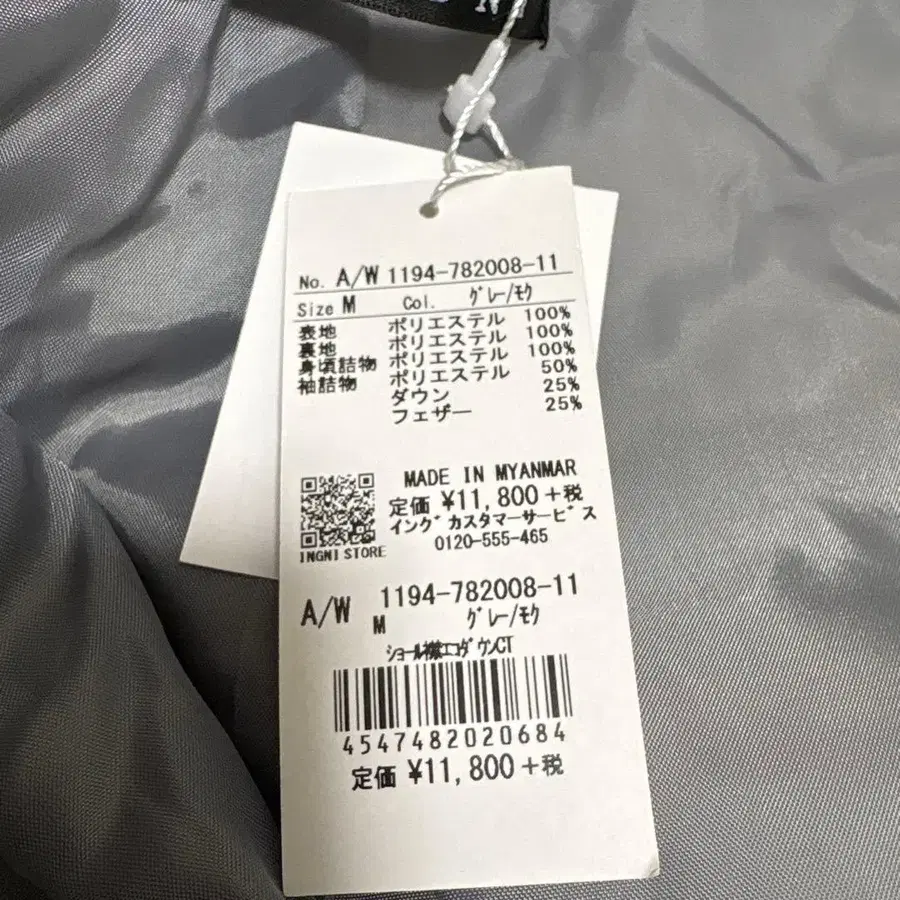 No. A/W 1194-782008-11
Size M Col. ｸﾞﾚｰ/ﾓｸ
表地 ポリエステル 100%
裏地 ポリエステル 100%
身頃詰物 ポリエステル 100%
袖詰物 ポリエステル 50%
ダウン 25%
フェザー 25%
MADE IN MYANMAR
定価 ¥11,800+税
イングﾞカスタマーサービﾞス
0120-555-465
INGNI STORE
A/W 1194-782008-11
M ｸﾞﾚｰ/ﾓｸ
ショール襟エコダウンCT
4547482020684
定価 ¥11,800+税